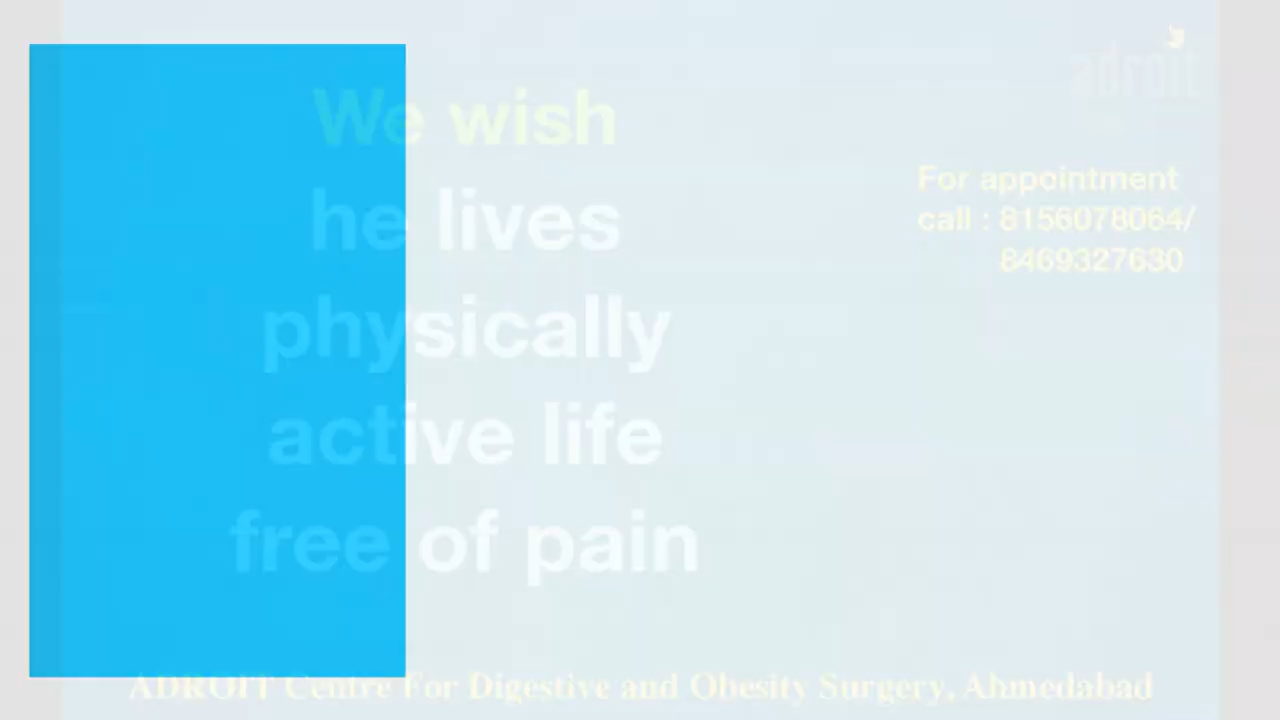 adroit
We wish
he lives
physically
active life
free of pain
For appointment
call : 8156078064/
8469327630
ADROIT Centre For Digestive and Obesity Surgery, Ahmedabad